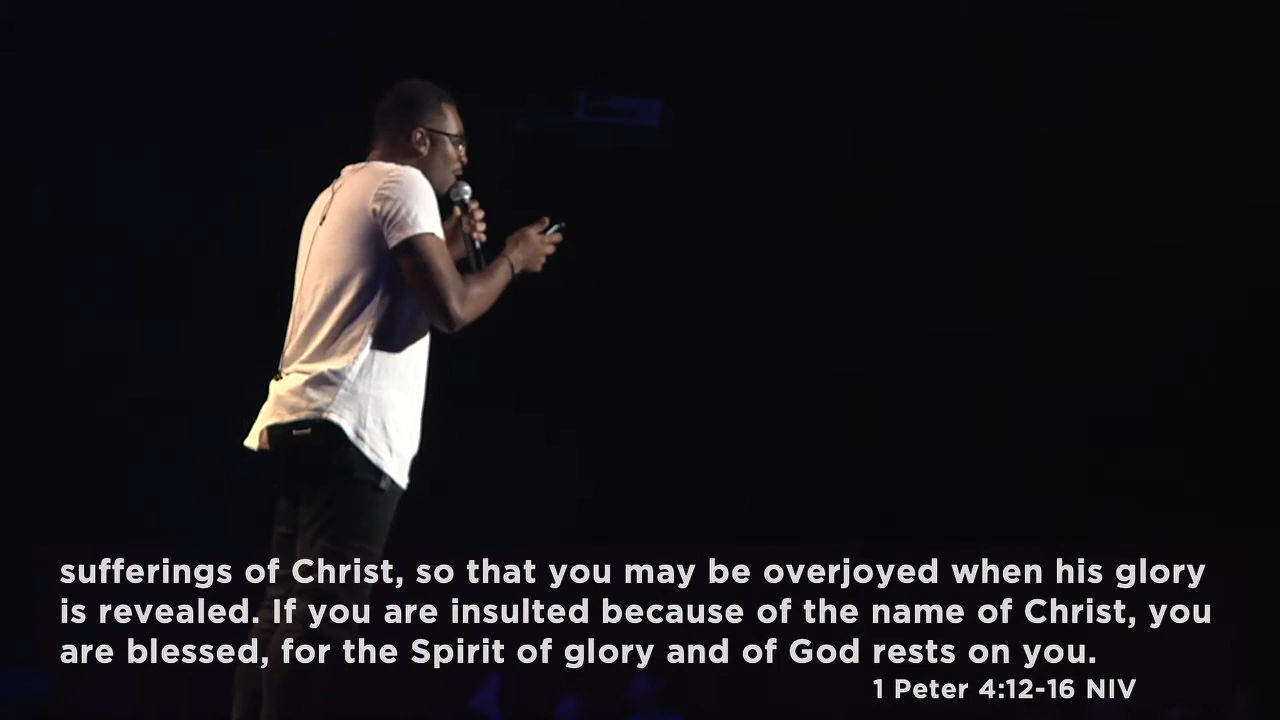 sufferings of Christ, so that you may be overjoyed when his glory
is revealed. If you are insulted because of the name of Christ, you
are blessed, for the Spirit of glory and of God rests on you.
1 Peter 4:12-16 NIV